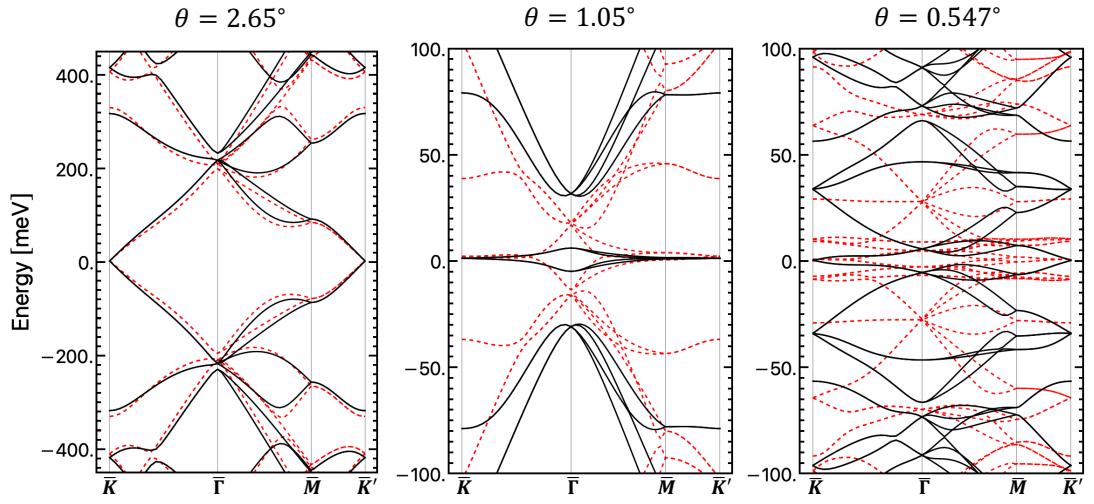 θ = 2.65°
θ = 1.05°
θ = 0.547°
Energy [meV]
400.
200.
0.
−200.
−400.
K̅ Γ̅ M̅ K̅′
100.
50.
0.
−50.
−100.
K̅ Γ̅ M̅ K̅′
100.
50.
0.
−50.
−100.
K̅ Γ̅ M̅ K̅′